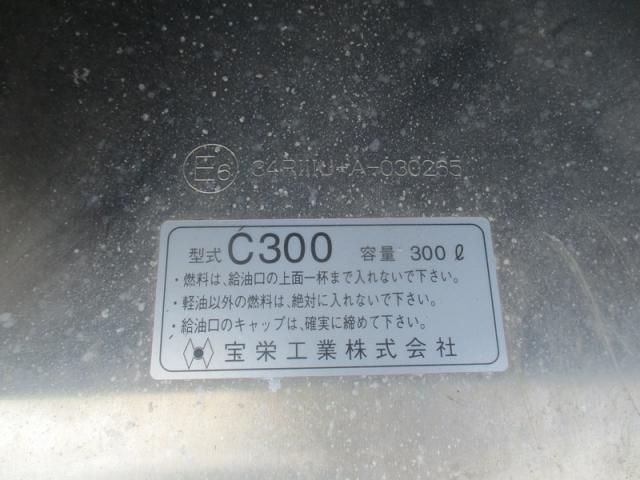 E6 34RIIIU+A-030265
型式 C300 容量 300ℓ
・燃料は、給油口の上面一杯まで入れないで下さい。
・軽油以外の燃料は、絶対に入れないで下さい。
・給油口のキャップは、確実に締めて下さい。
宝栄工業株式会社